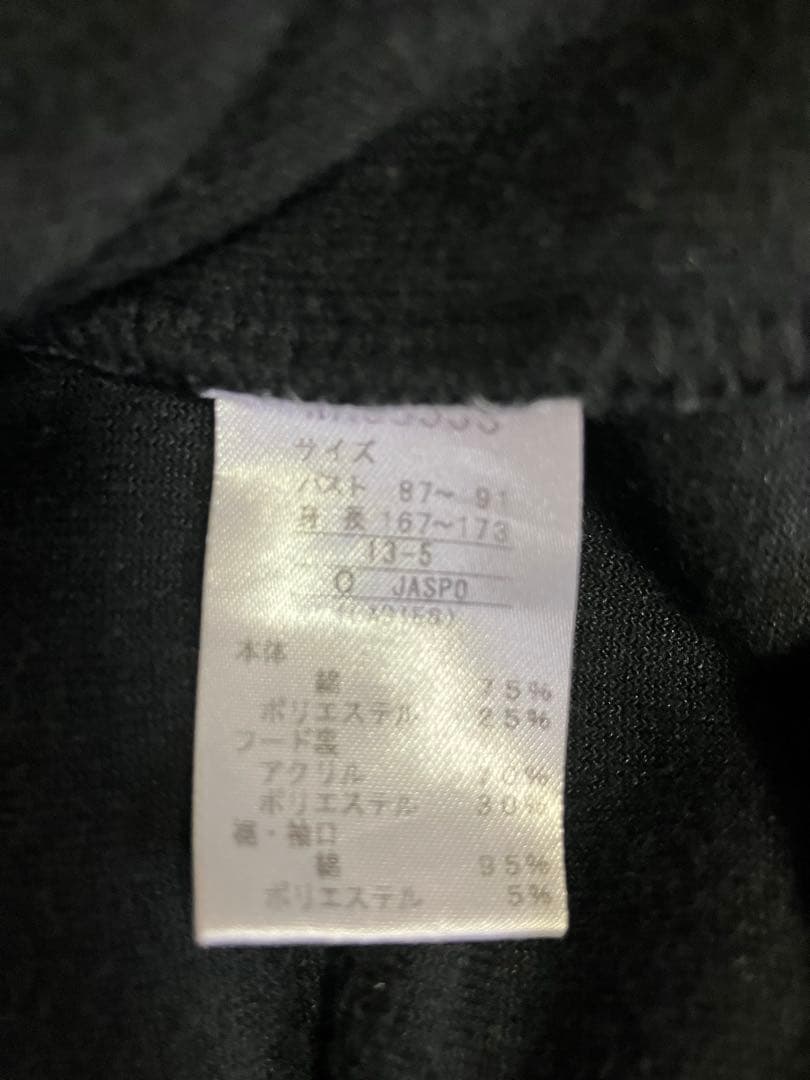 サイズ
バスト 87～ 91
身 長 167～173
13-5
O JASPO
本体
綿 75%
ポリエステル 25%
フード裏
アクリル 70%
ポリエステル 30%
裾・袖口
綿 95%
ポリエステル 5%